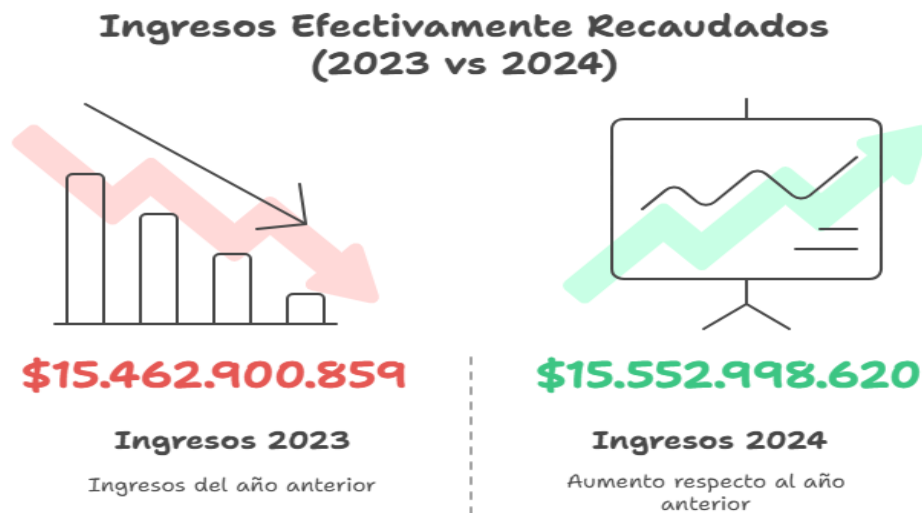 Ingresos Efectivamente Recaudados
(2023 vs 2024)
$15.462.900.859
Ingresos 2023
Ingresos del año anterior
$15.552.998.620
Ingresos 2024
Aumento respecto al año
anterior